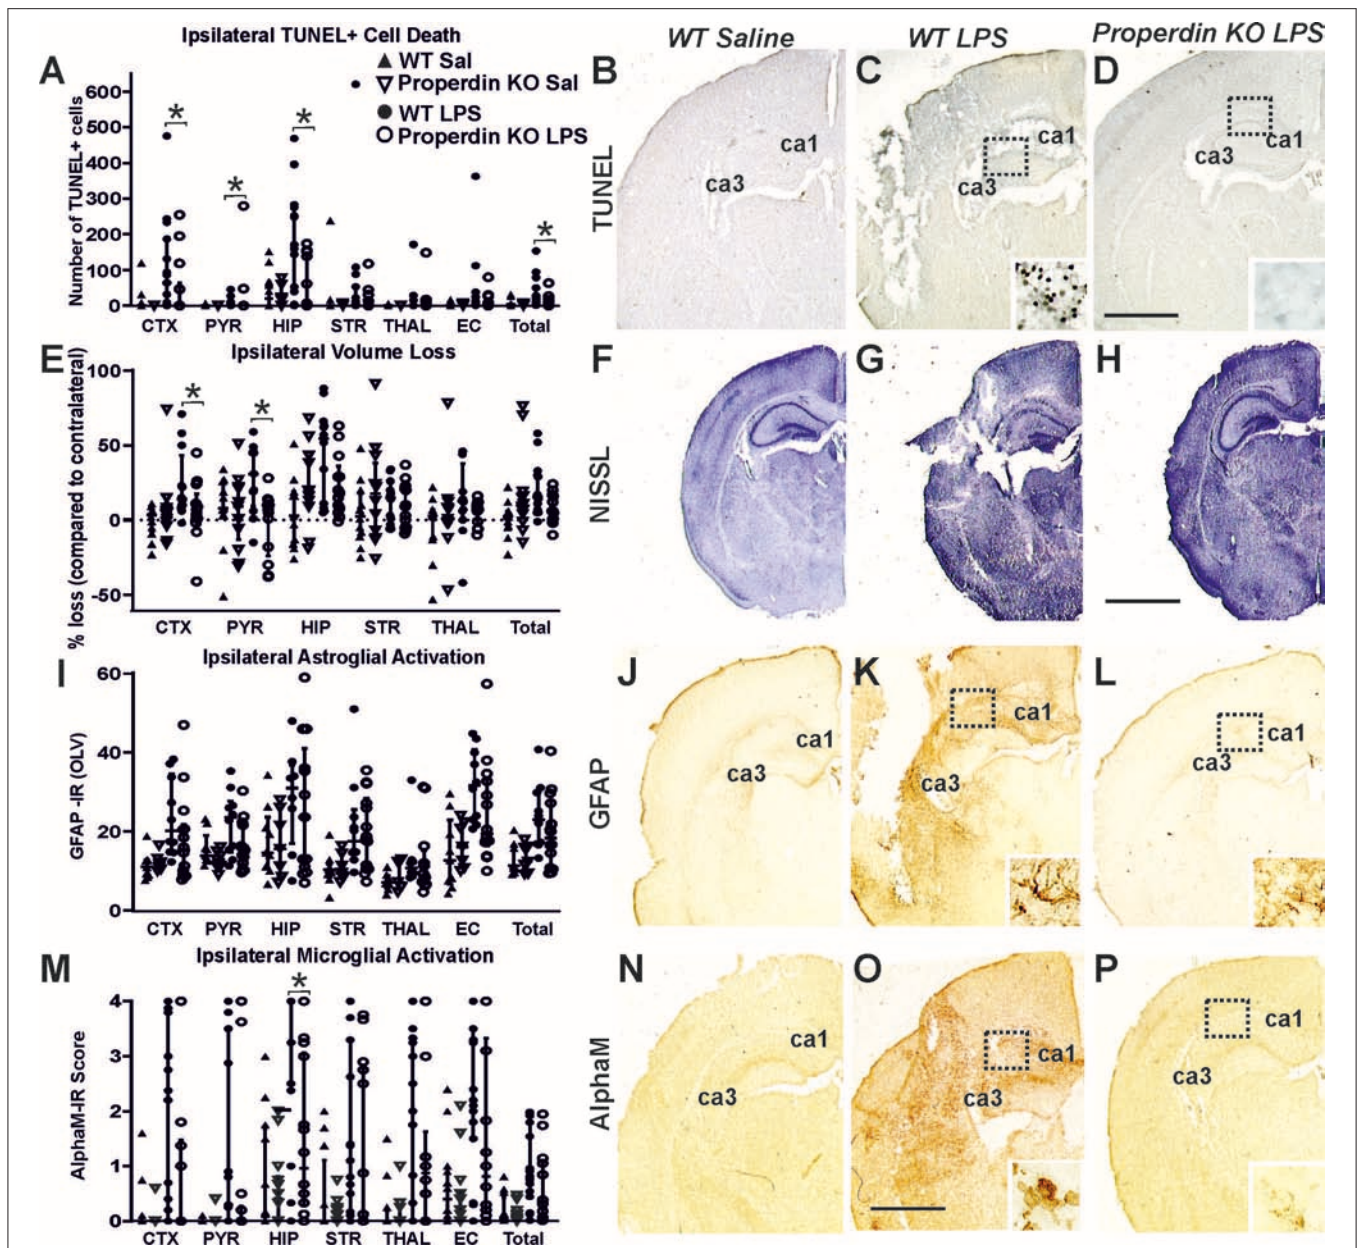 Ipsilateral TUNEL+ Cell Death
WT Saline
WT LPS
Properdin KO LPS
A
WT Sal
Properdin KO Sal
WT LPS
Properdin KO LPS
Number of TUNEL+ cells
600
500
400
300
200
100
0
*
*
*
*
CTX PYR HIP STR THAL EC Total
TUNEL
B
ca1
ca3
C
ca1
ca3
D
ca1
ca3
E
Ipsilateral Volume Loss
% loss (compared to contralateral)
100
50
0
-50
*
*
CTX PYR HIP STR THAL Total
NISSL
F
G
H
I
Ipsilateral Astroglial Activation
GFAP -IR (OLV)
60
40
20
0
CTX PYR HIP STR THAL EC Total
GFAP
J
ca1
ca3
K
ca1
ca3
L
ca1
ca3
M
Ipsilateral Microglial Activation
AlphaM-IR Score
4
3
2
1
0
*
CTX PYR HIP STR THAL EC Total
AlphaM
N
ca1
ca3
O
ca1
ca3
P
ca1
ca3